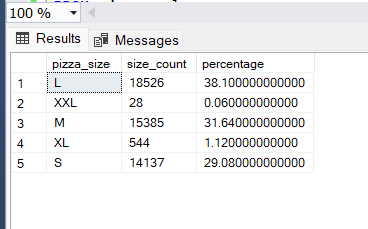 100 %
Results Messages
pizza_size size_count percentage
1 L 18526 38.100000000000
2 XXL 28 0.060000000000
3 M 15385 31.640000000000
4 XL 544 1.120000000000
5 S 14137 29.080000000000